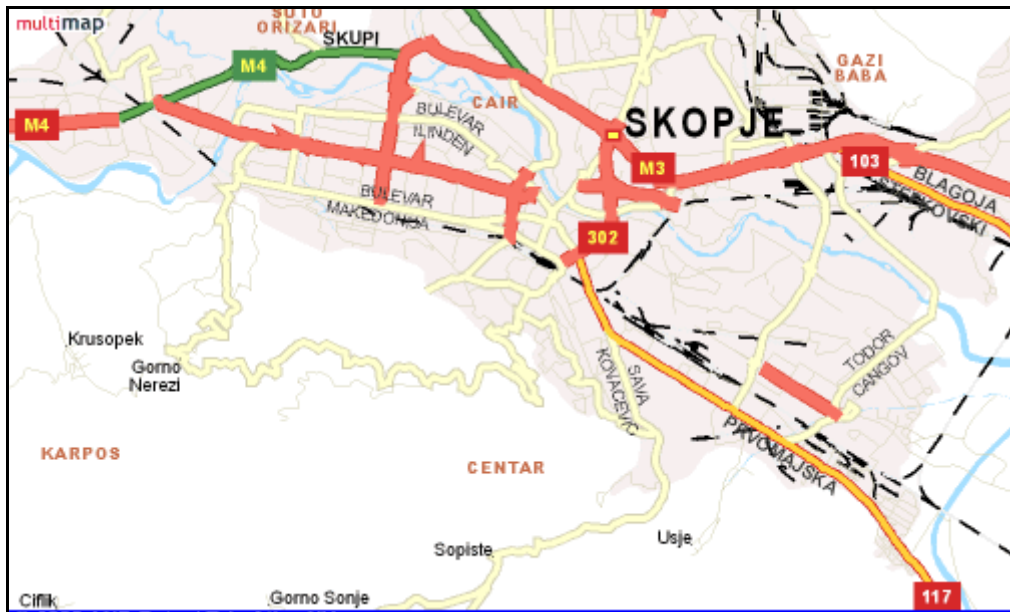 multimap
SUTO
ORIZARI
SKUPI
M4
GAZI
BABA
CAIR
BULEVAR
ILINDEN
SKOPJE
M4
M3
103
BLAGOJA
BULEVAR
MAKEDONIJA
302
Krusopek
Gorno
Nerezi
SAVA
KOVACEVIC
TODOR
CANGOV
PRVOMAJSKA
KARPOS
CENTAR
Sopiste
Usje
Ciflik
Gorno Sonje
117